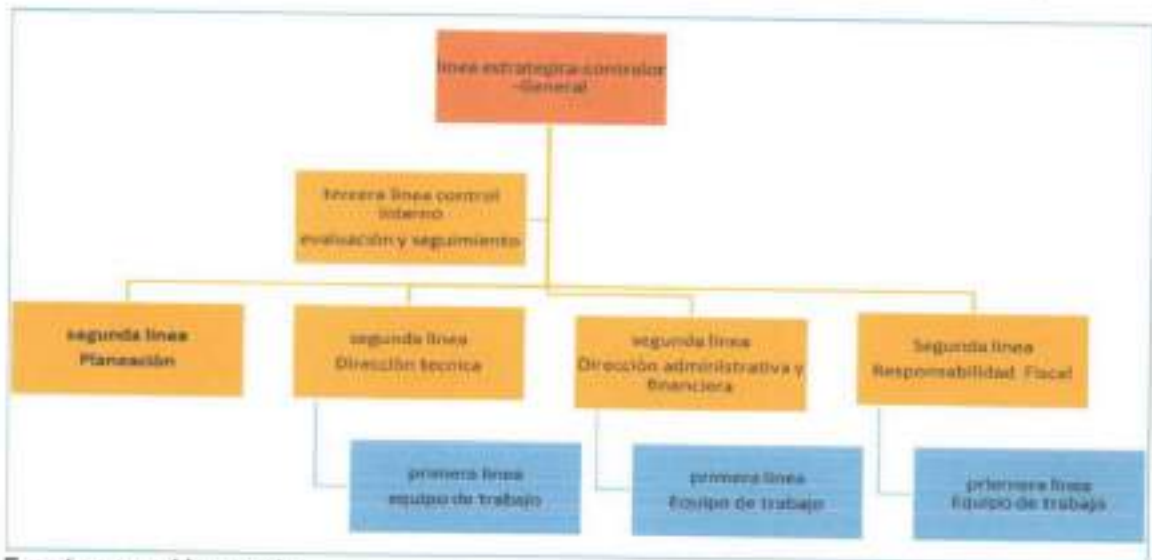 linea estrategica-contralor
-General
tercera linea control
interno
evaluación y seguimiento
segunda linea
Planeación
segunda linea
Dirección tecnica
segunda linea
Dirección administrativa y
financiera
Segunda linea
Responsabilidad Fiscal
primera linea
equipo de trabajo
primera linea
Equipo de trabajo
priemera linea
Equipo de trabajo